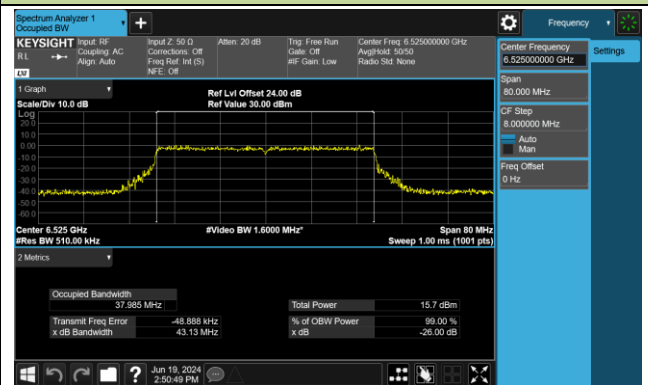 Spectrum Analyzer 1
Occupied BW
Frequency
KEYSIGHT Input: RF Input Z: 50 Ω Atten: 20 dB Trig: Free Run Center Freq: 6.525000000 GHz
RL Coupling: AC Corrections: Off Gate: Off Avg|Hold: 50/50
Align: Auto Freq Ref: Int (S) #IF Gain: Low Radio Std: None
NFE: Off
LXI
Center Frequency
6.525000000 GHz
Settings
Span
80.000 MHz
CF Step
8.000000 MHz
Auto
Man
Freq Offset
0 Hz
1 Graph
Ref Lvl Offset 24.00 dB
Scale/Div 10.0 dB Ref Value 30.00 dBm
Log
20.0
10.0
0.00
-10.0
-20.0
-30.0
-40.0
-50.0
-60.0
Center 6.525 GHz #Video BW 1.6000 MHz* Span 80 MHz
#Res BW 510.00 kHz Sweep 1.00 ms (1001 pts)
2 Metrics
Occupied Bandwidth
37.985 MHz Total Power 15.7 dBm
Transmit Freq Error -48.888 kHz % of OBW Power 99.00 %
x dB Bandwidth 43.13 MHz x dB -26.00 dB
?
Jun 19, 2024
2:50:49 PM